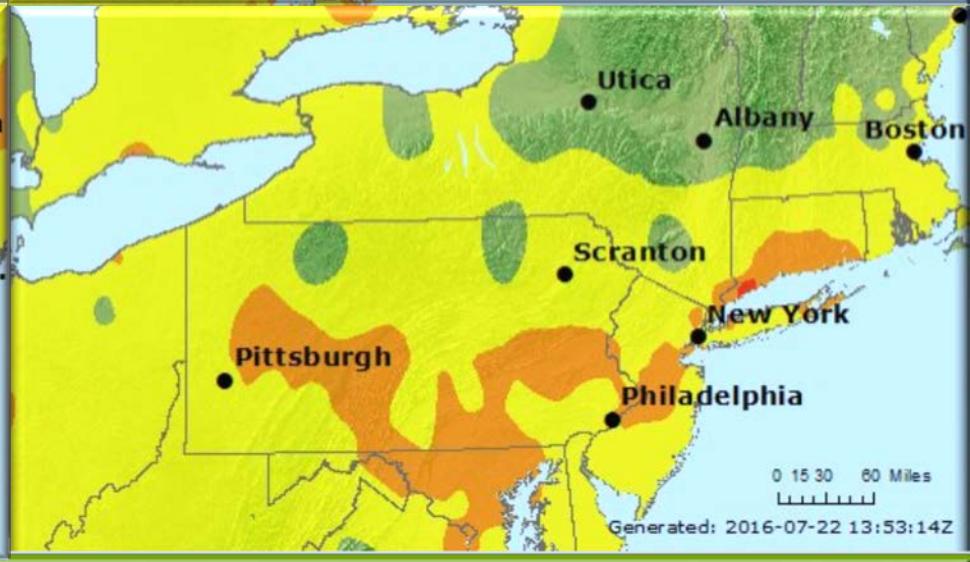 Utica
Albany
Boston
Scranton
New York
Pittsburgh
Philadelphia
0 15 30 60 Miles
Generated: 2016-07-22 13:53:14Z